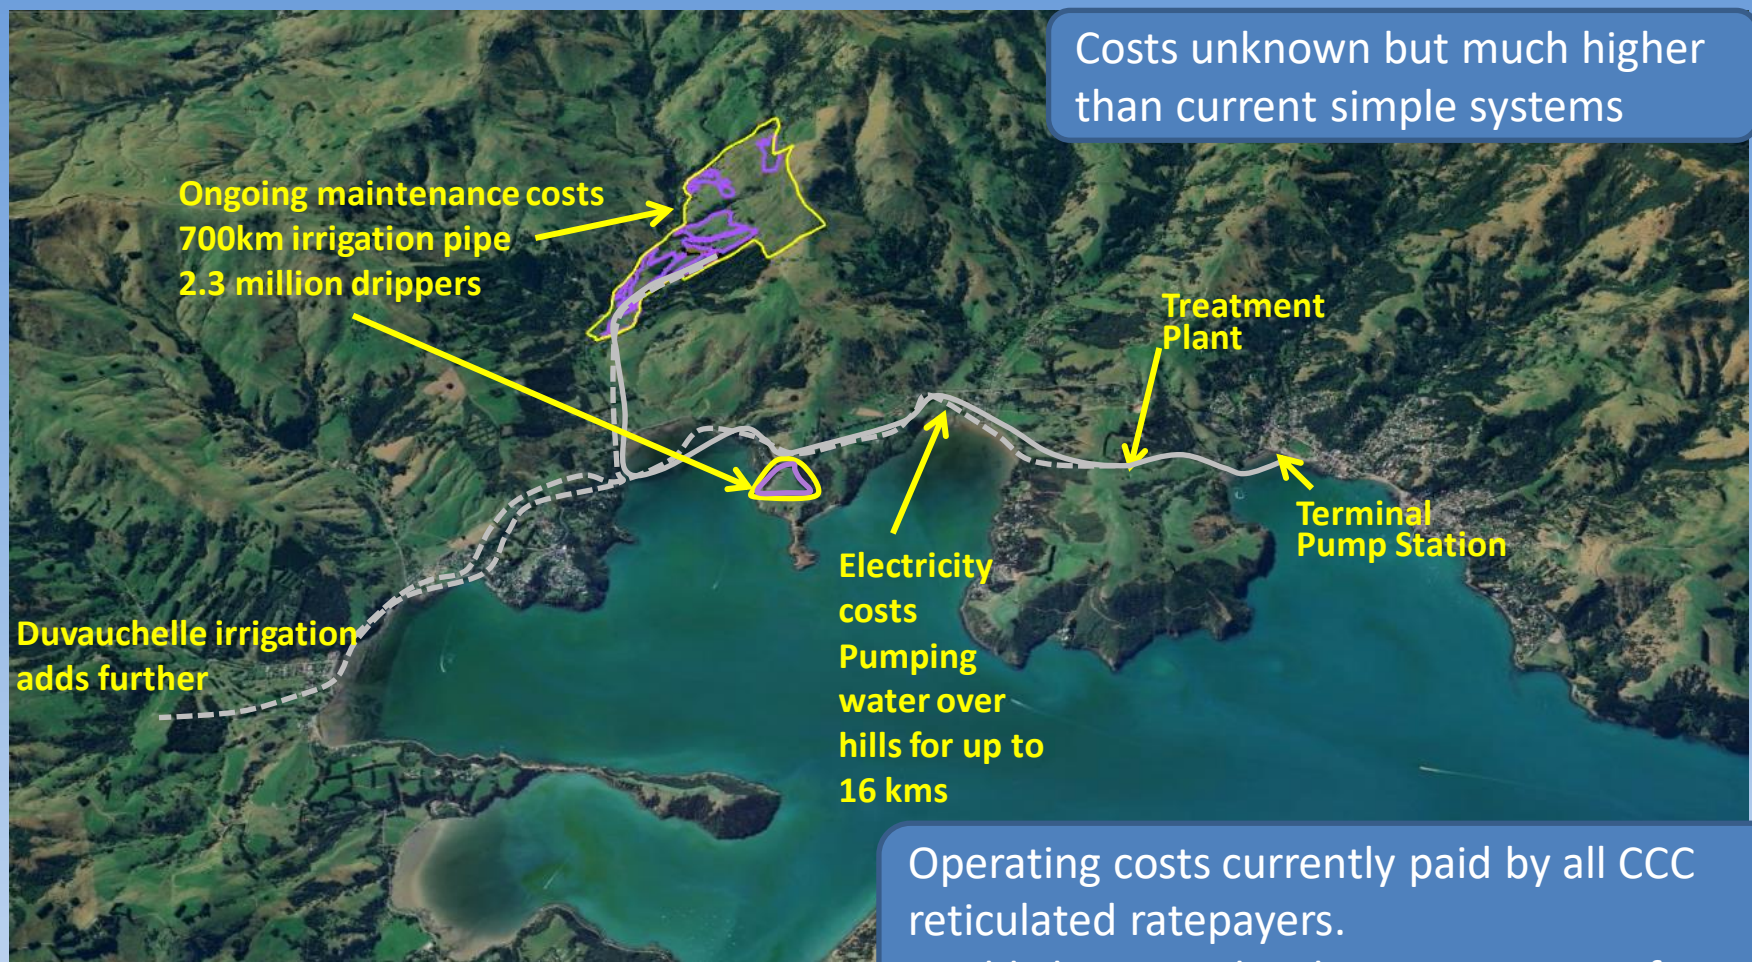 Costs unknown but much higher
than current simple systems
Ongoing maintenance costs
700km irrigation pipe
2.3 million drippers
Treatment
Plant
Terminal
Pump Station
Electricity
costs
Pumping
water over
hills for up to
16 kms
Duvauchelle irrigation
adds further
Operating costs currently paid by all CCC
reticulated ratepayers.